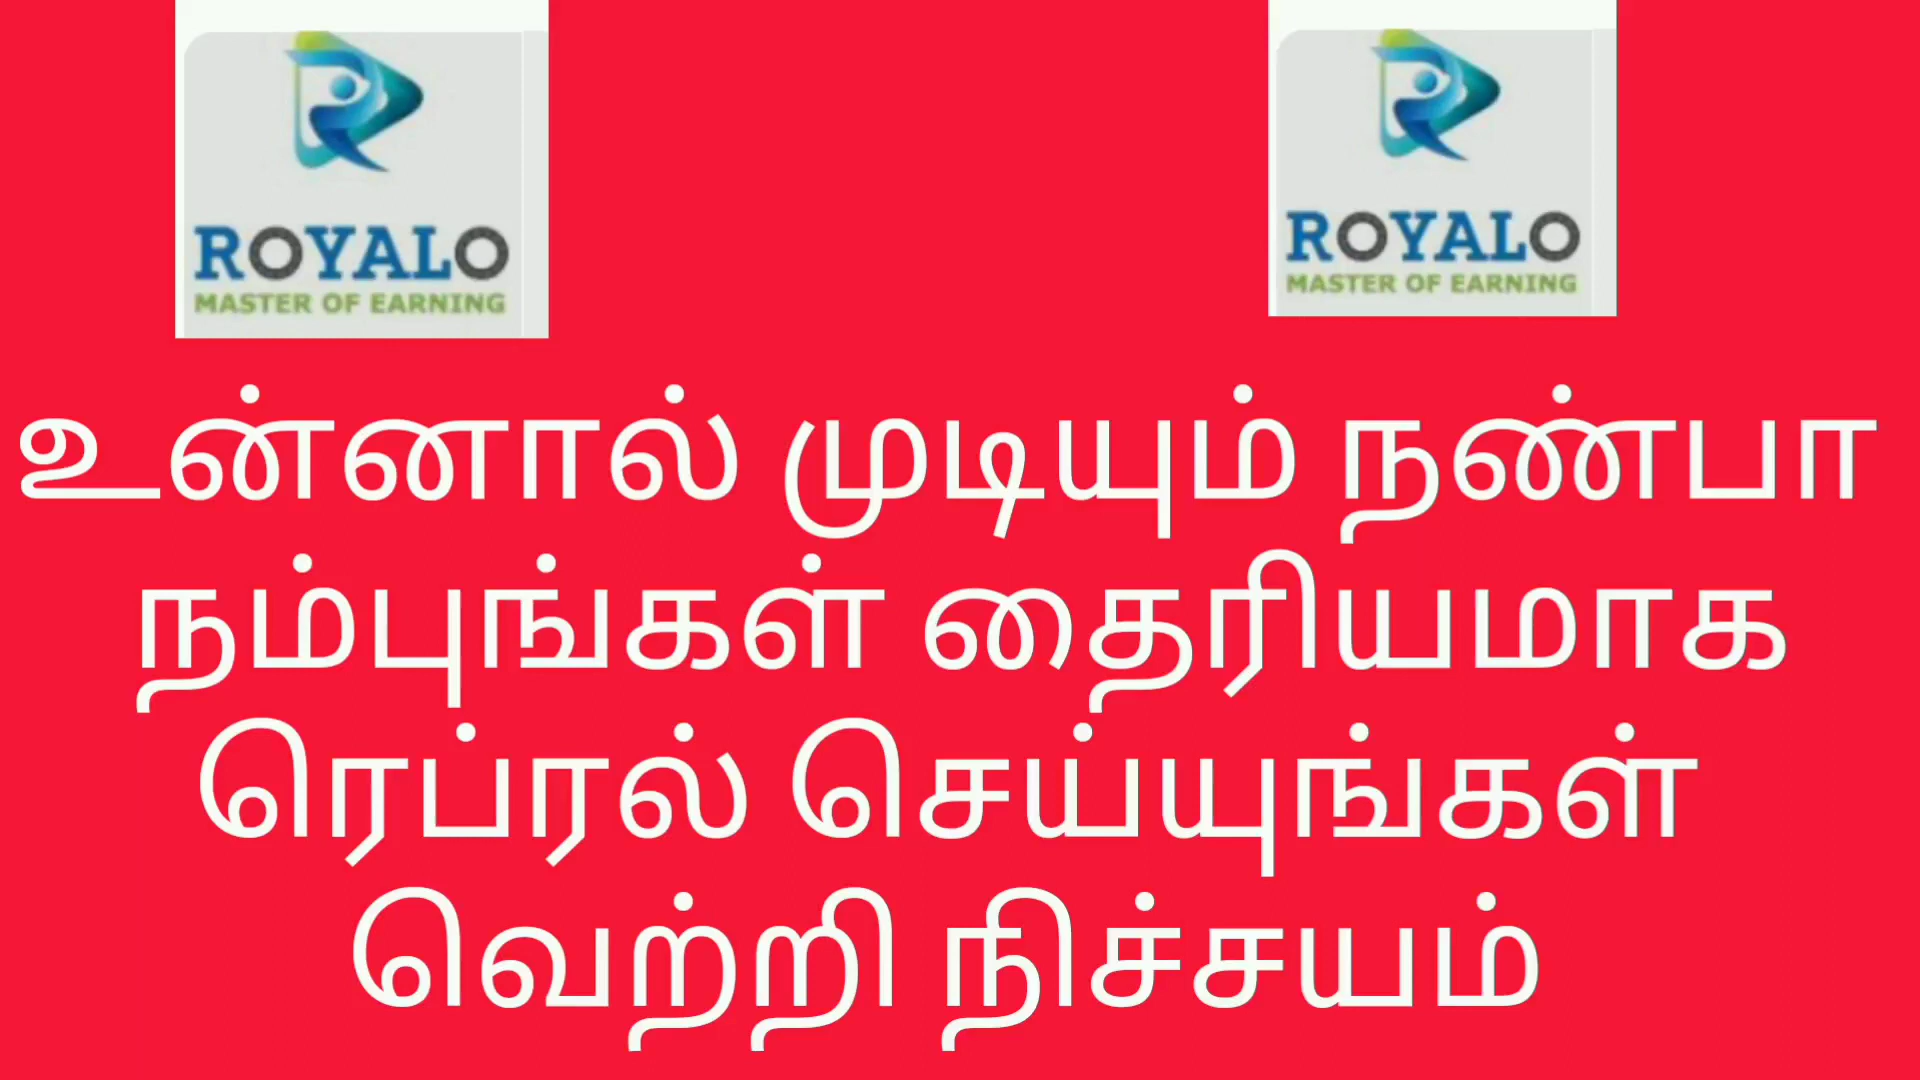 ROYALO
MASTER OF EARNING
ROYALO
MASTER OF EARNING
உன்னால் முடியும் நண்பா
நம்புங்கள் தைரியமாக
ரெப்ரல் செய்யுங்கள்
வெற்றி நிச்சயம்